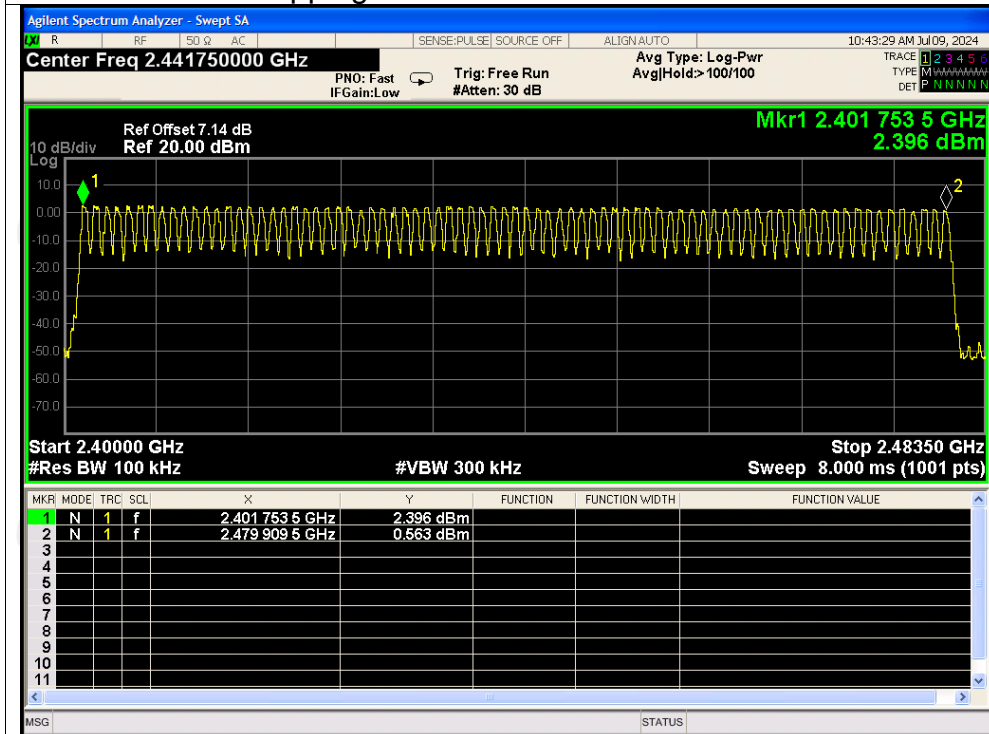 pping
Agilent Spectrum Analyzer - Swept SA
LXI R RF 50 Ω AC SENSE:PULSE SOURCE OFF ALIGN AUTO 10:43:29 AM Jul 09, 2024
Center Freq 2.441750000 GHz
PNO: Fast
IFGain:Low
Trig: Free Run
#Atten: 30 dB
Avg Type: Log-Pwr
Avg|Hold:>100/100
TRACE 1 2 3 4 5 6
TYPE M W W W W W
DET P N N N N N
Ref Offset 7.14 dB
10 dB/div Ref 20.00 dBm
Log
Mkr1 2.401 753 5 GHz
2.396 dBm
1
2
10.0
0.00
-10.0
-20.0
-30.0
-40.0
-50.0
-60.0
-70.0
Start 2.40000 GHz Stop 2.48350 GHz
#Res BW 100 kHz #VBW 300 kHz Sweep 8.000 ms (1001 pts)
MKR MODE TRC SCL X Y FUNCTION FUNCTION WIDTH FUNCTION VALUE
1 N 1 f 2.401 753 5 GHz 2.396 dBm
2 N 1 f 2.479 909 5 GHz 0.563 dBm
3
4
5
6
7
8
9
10
11
MSG STATUS